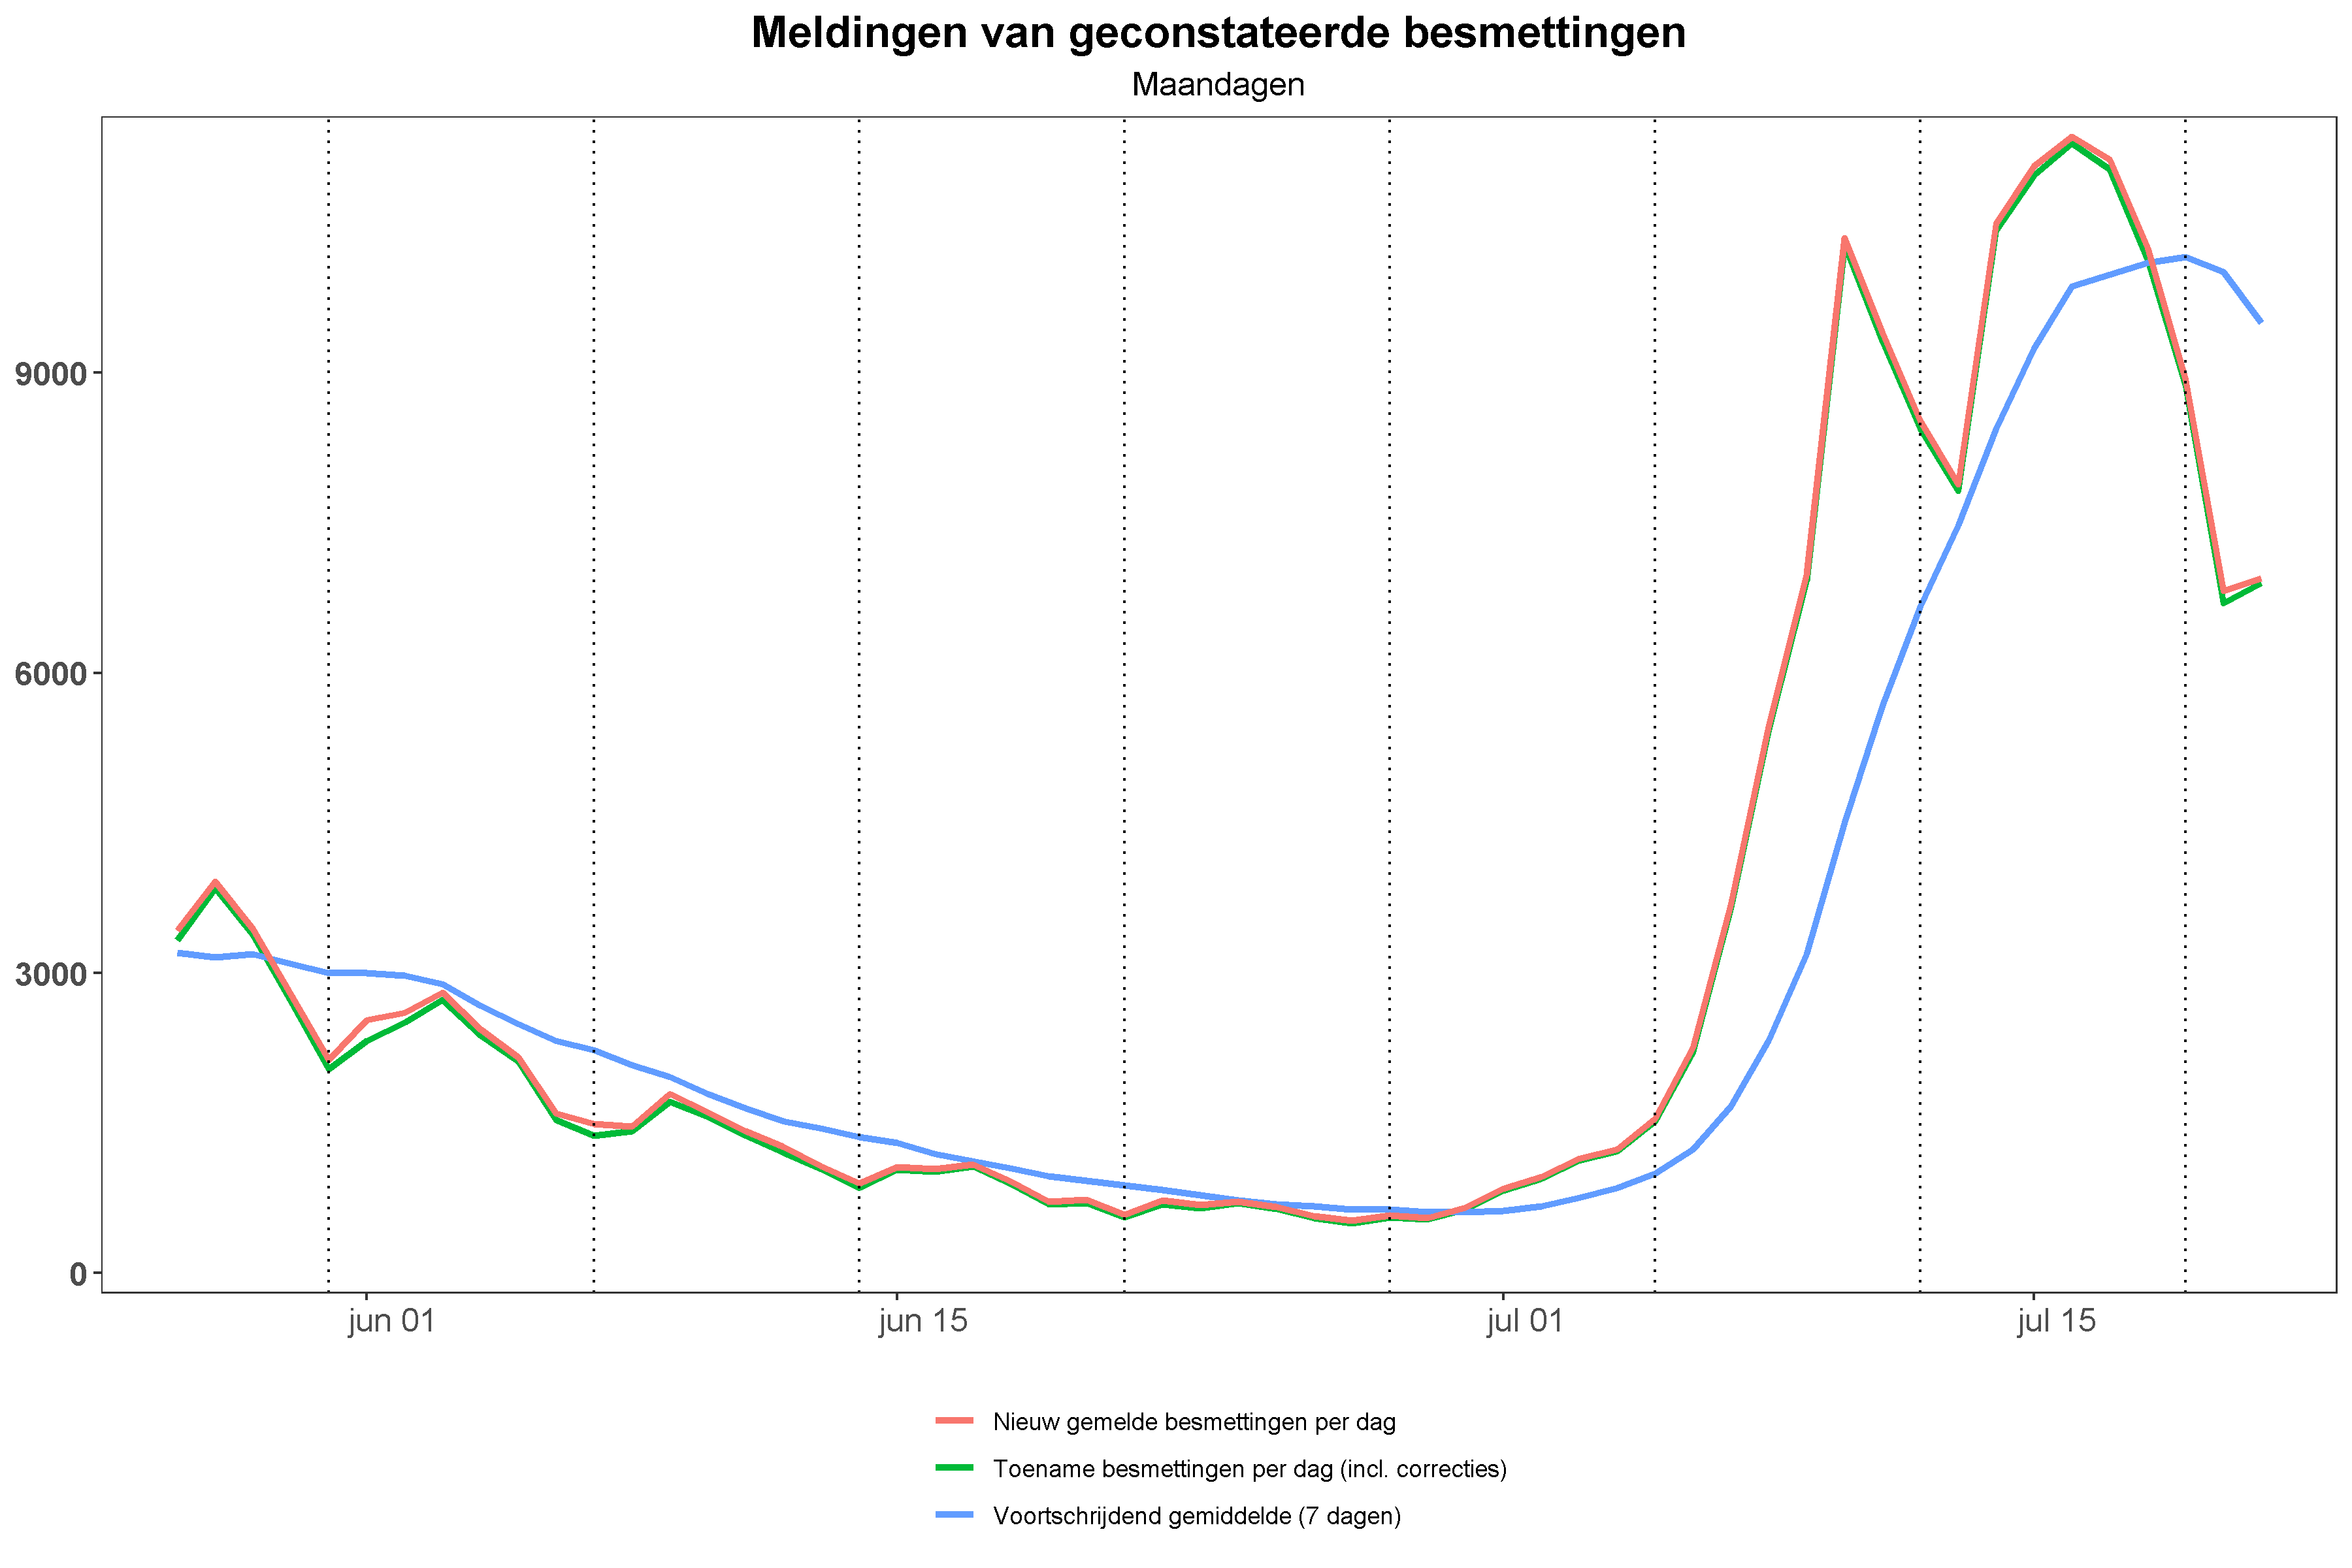 Meldingen van geconstateerde besmettingen
Maandagen
9000
6000
3000
0
jun 01
jun 15
jul 01
jul 15
Nieuw gemelde besmettingen per dag
Toename besmettingen per dag (incl. correcties)
Voortschrijdend gemiddelde (7 dagen)